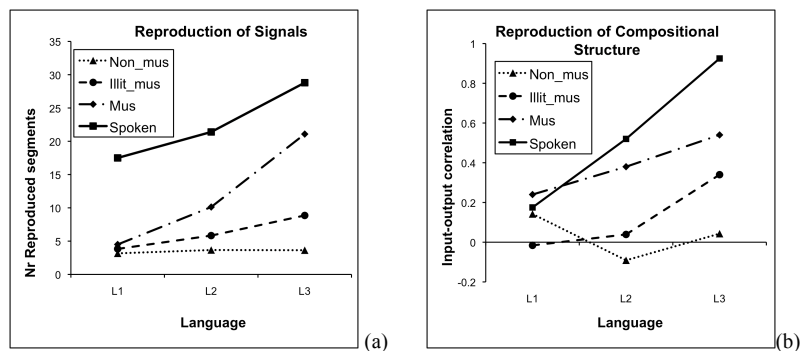 Reproduction of Signals
35
30
25
20
15
10
5
0
Nr Reproduced segments
Non_mus
Illit_mus
Mus
Spoken
L1 L2 L3
Language
(a)
Reproduction of Compositional
Structure
1
0.8
0.6
0.4
0.2
0
-0.2
Input-output correlation
Non_mus
Illit_mus
Mus
Spoken
L1 L2 L3
Language
(b)